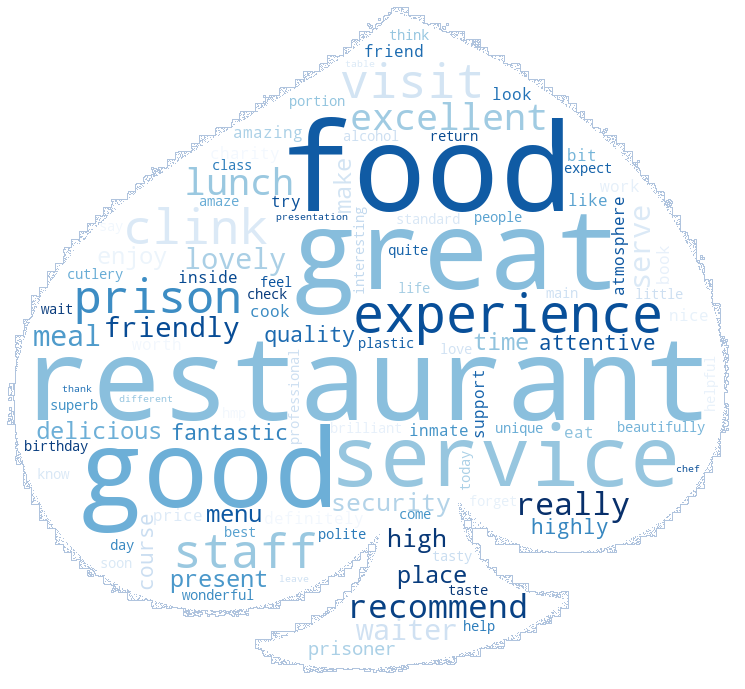 think
friend
table
visit
look
portion
excellent
amazing
alcohol
return
food
charity
bit
class
expect
lunch
make
work
amaze
try
like
presentation
great
clink
standard
people
day
serve
atmosphere
interesting
book
enjoy
lovely
quite
cutlery
inside
feel
life
main
little
prison
check
wait
cook
experience
nice
meal
friendly
quality
time
attentive
plastic
worth
love
restaurant
thank
different
helpful
superb
professional
support
hmp
delicious
fantastic
brilliant
inmate
unique
eat
beautifully
birthday
good
service
know
today
chef
security
forget
really
menu
price
definitely
come
highly
course
day
best
polite
high
staff
tasty
soon
present
leave
place
wonderful
taste
recommend
waiter
help
prisoner